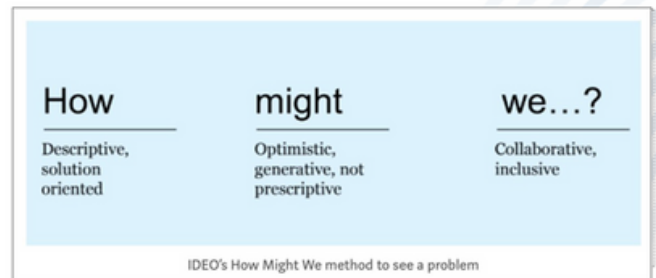 How
Descriptive,
solution
oriented
might
Optimistic,
generative, not
prescriptive
we...?
Collaborative,
inclusive
IDEO's How Might We method to see a problem